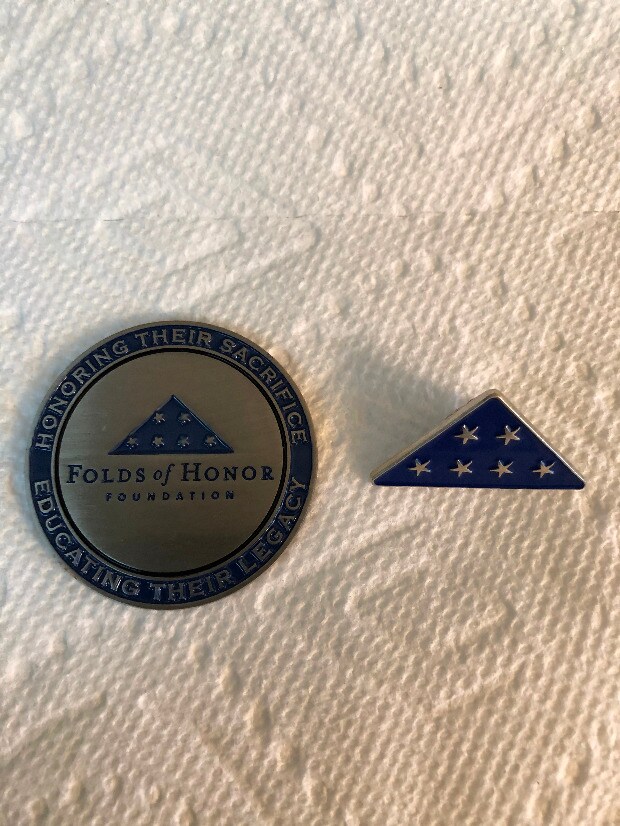 HONORING THEIR SACRIFICE
FOLDS of HONOR
FOUNDATION
EDUCATING THEIR LEGACY